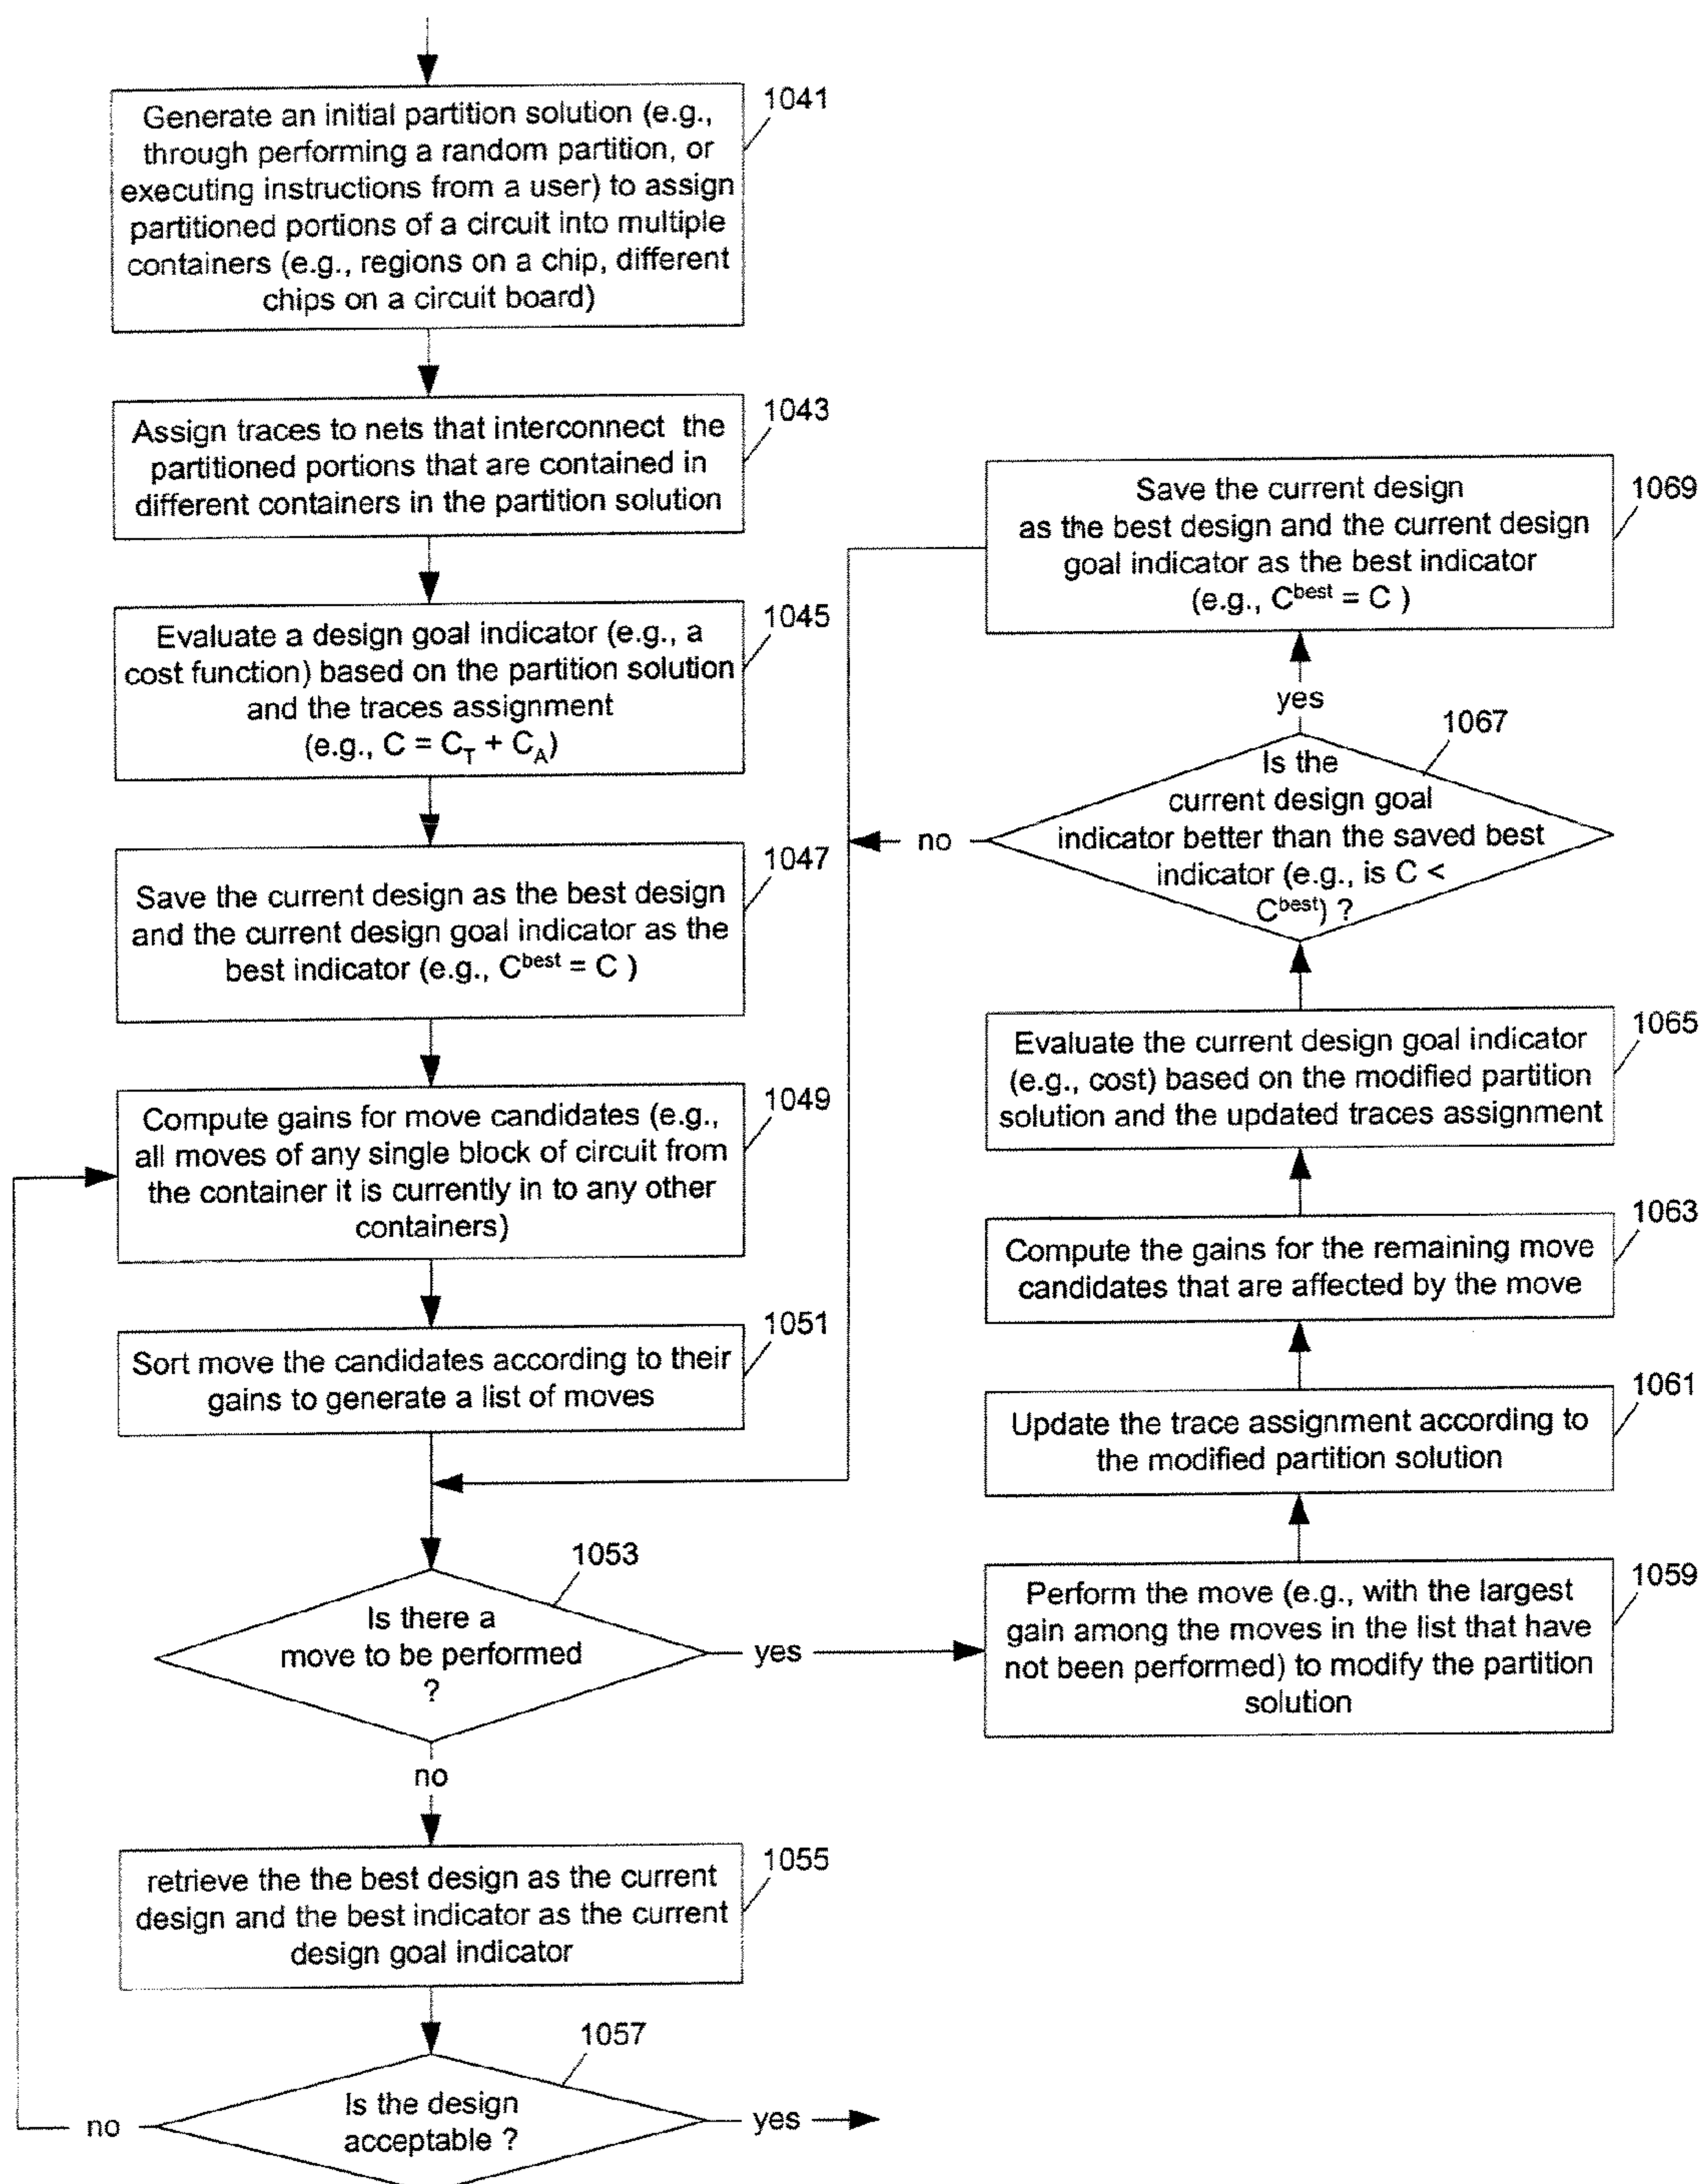 Generate an initial partition solution (e.g.,
through performing a random partition, or
executing instructions from a user) to assign
partitioned portions of a circuit into multiple
containers (e.g., regions on a chip, different
chips on a circuit board)
1041
Assign traces to nets that interconnect the
partitioned portions that are contained in
different containers in the partition solution
1043
Evaluate a design goal indicator (e.g., a
cost function) based on the partition solution
and the traces assignment
(e.g., C = C_T + C_A)
1045
Save the current design as the best design
and the current design goal indicator as the
best indicator (e.g., C^best = C )
1047
Compute gains for move candidates (e.g.,
all moves of any single block of circuit from
the container it is currently in to any other
containers)
1049
Sort move the candidates according to their
gains to generate a list of moves
1051
Is there a
move to be performed
?
1053
yes
no
retrieve the the best design as the current
design and the best indicator as the current
design goal indicator
1055
Is the design
acceptable ?
1057
no
yes
Perform the move (e.g., with the largest
gain among the moves in the list that have
not been performed) to modify the partition
solution
1059
Update the trace assignment according to
the modified partition solution
1061
Compute the gains for the remaining move
candidates that are affected by the move
1063
Evaluate the current design goal indicator
(e.g., cost) based on the modified partition
solution and the updated traces assignment
1065
Is the
current design goal
indicator better than the saved best
indicator (e.g., is C <
C^best) ?
1067
no
yes
Save the current design
as the best design and the current design
goal indicator as the best indicator
(e.g., C^best = C )
1069